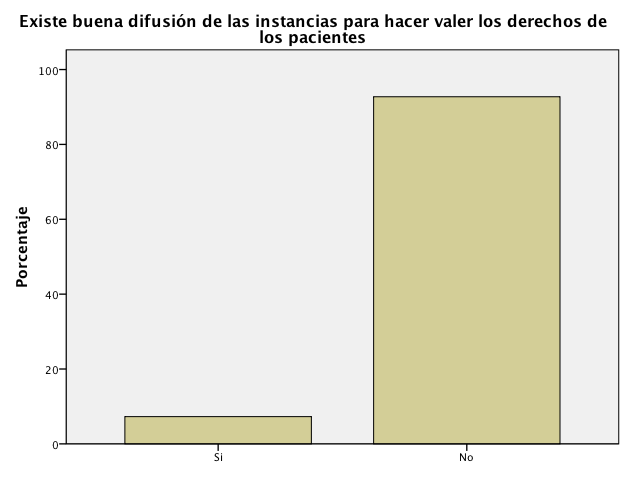 Existe buena difusión de las instancias para hacer valer los derechos de
los pacientes
100
80
60
40
20
0
Porcentaje
Si
No